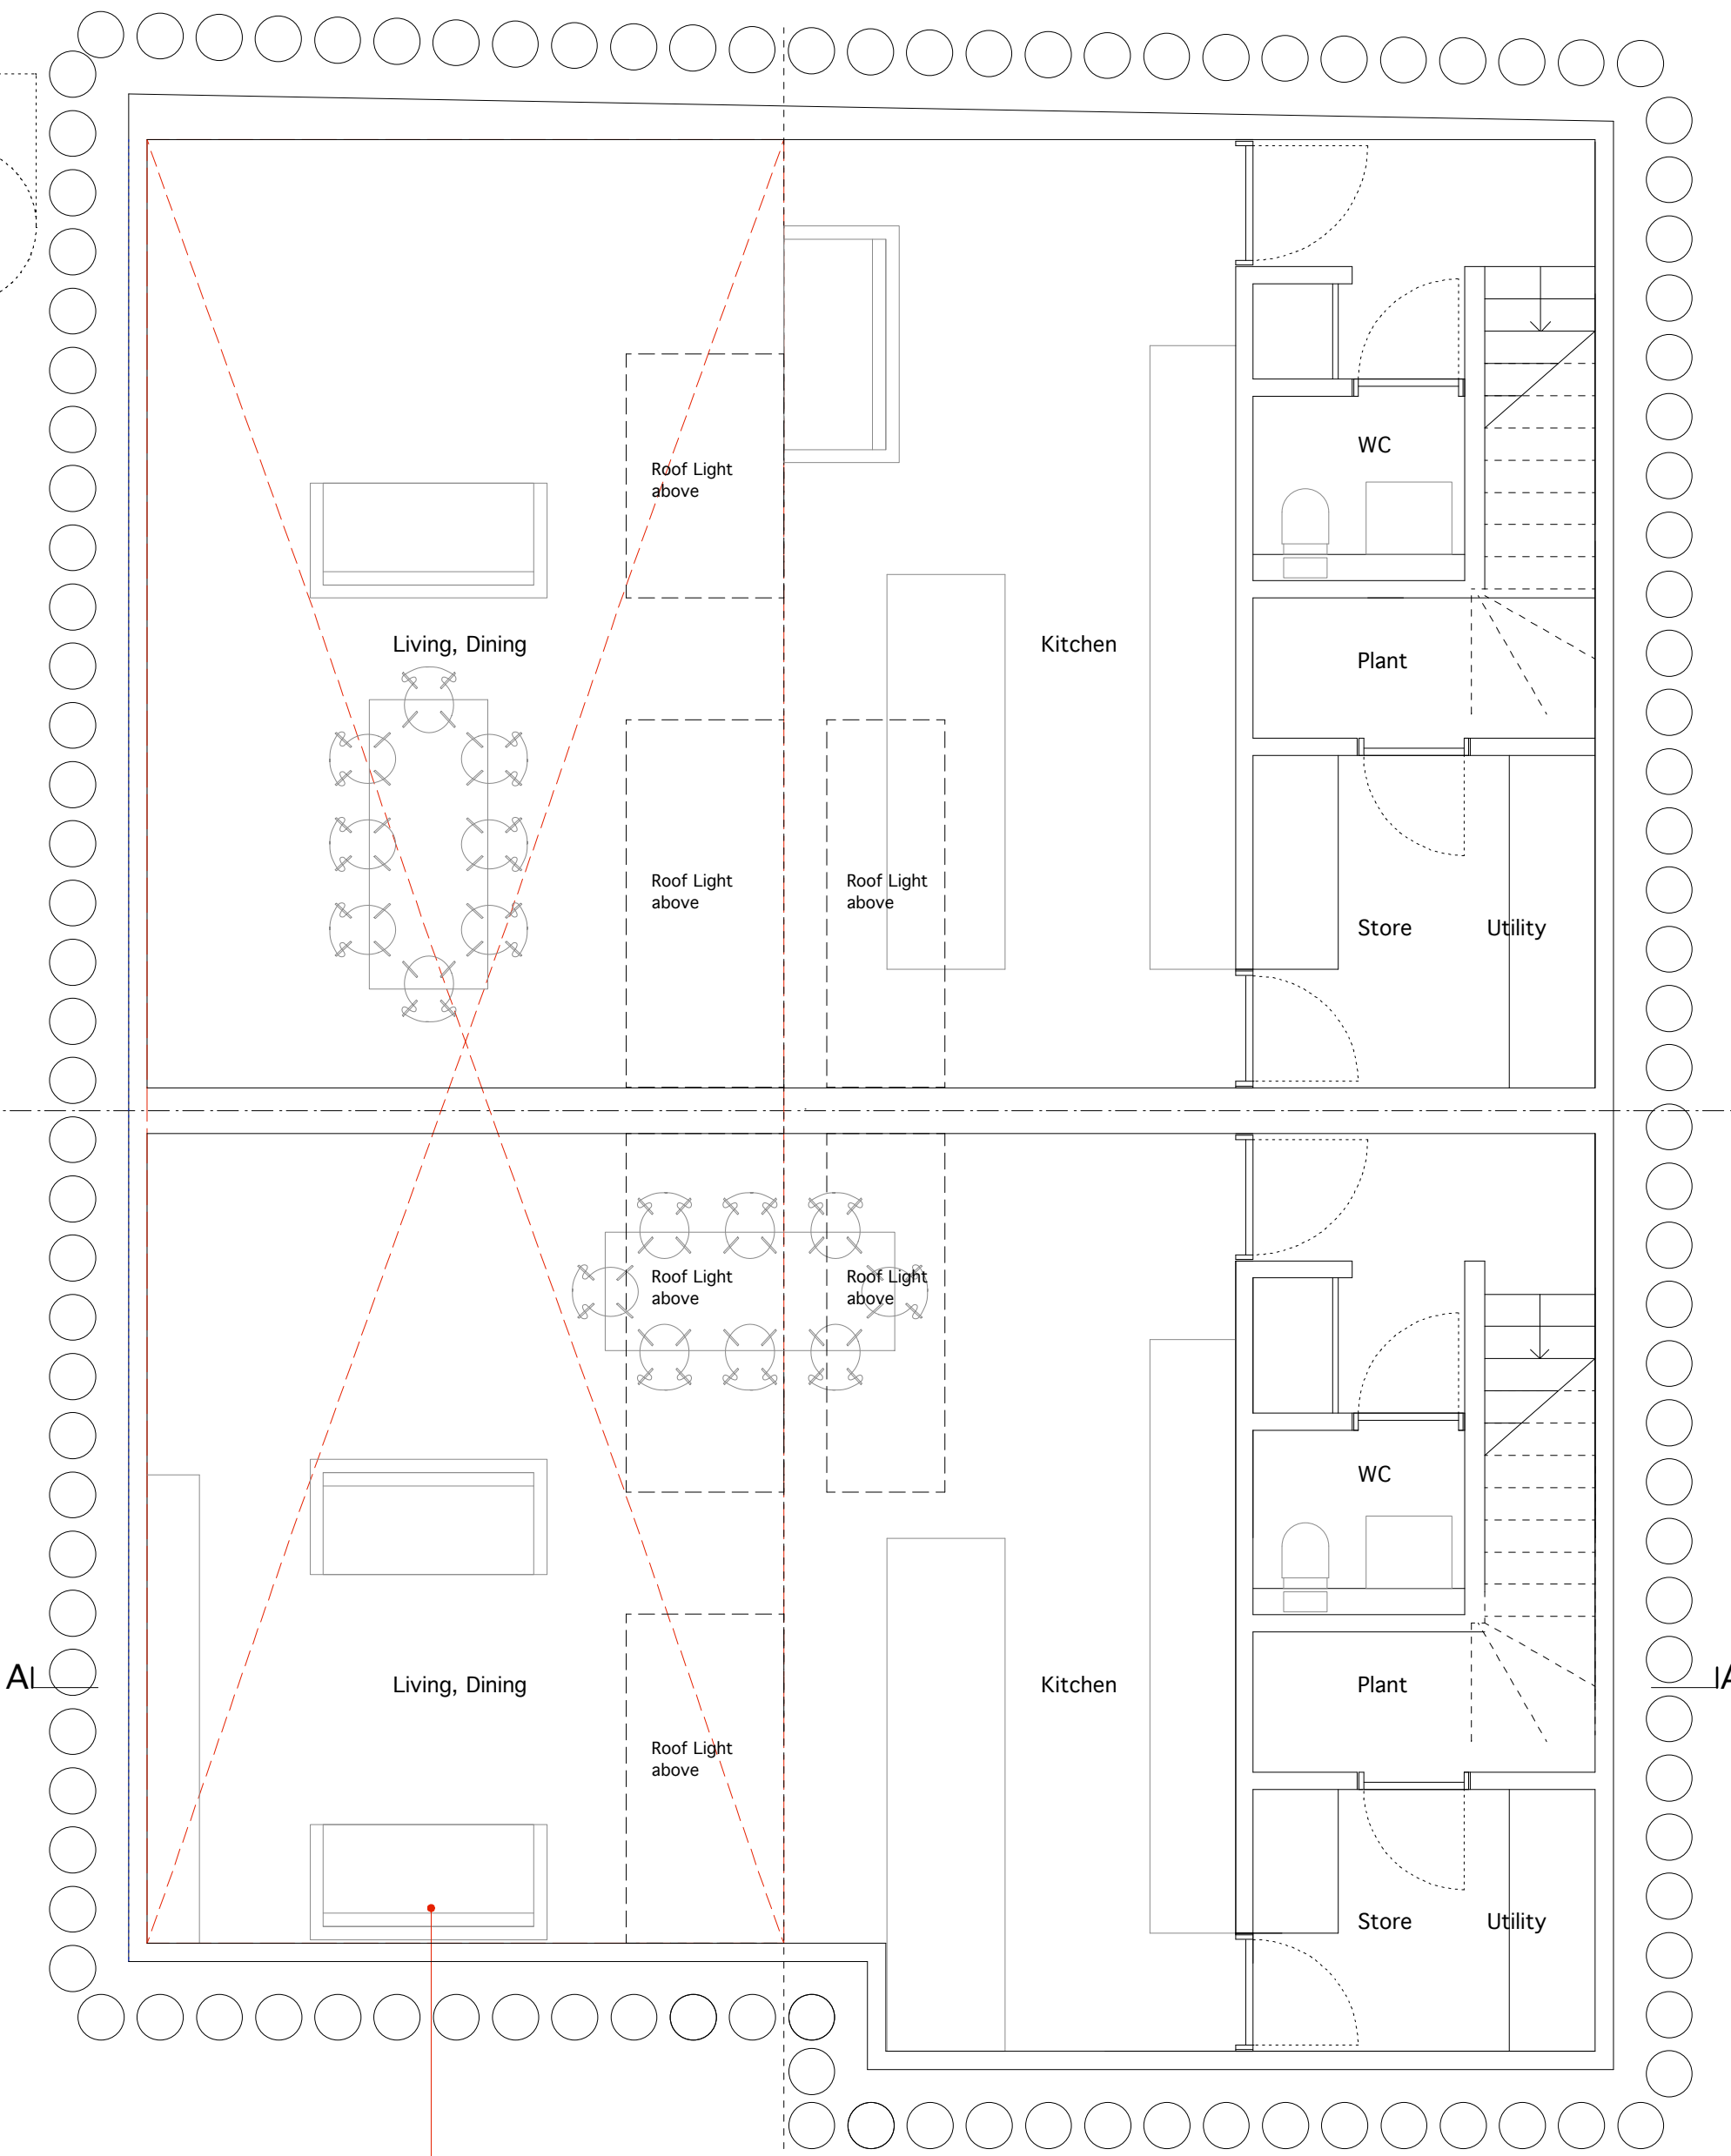 WC
Roof Light
above
Living, Dining
Kitchen
Plant
Roof Light
above
Roof Light
above
Store
Utility
Roof Light
above
Roof Light
above
WC
A
A
Living, Dining
Kitchen
Plant
Roof Light
above
Store
Utility